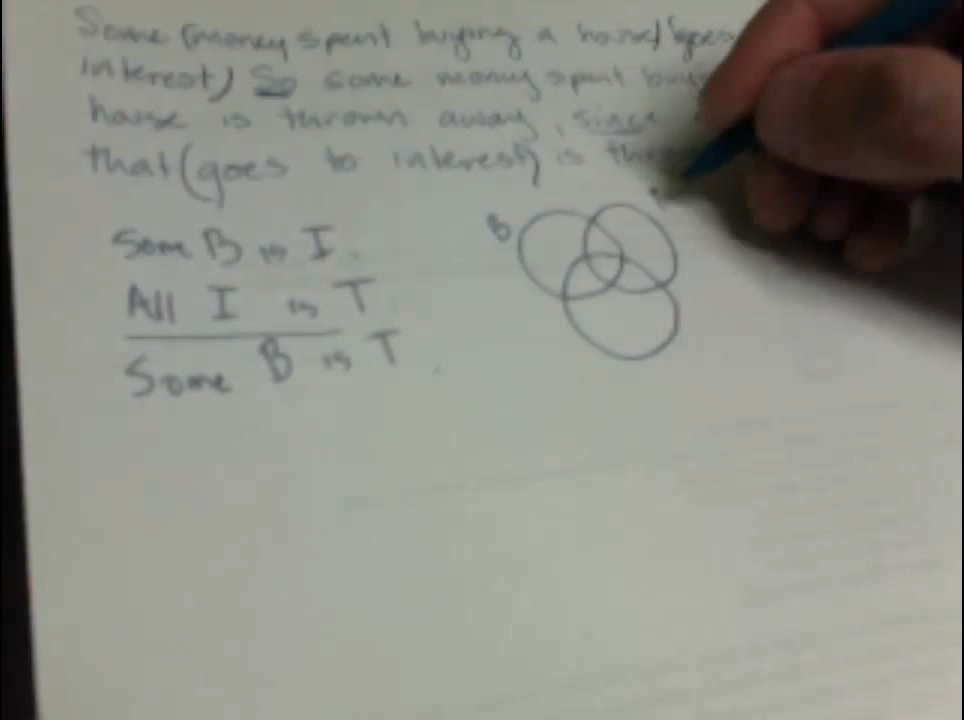 Some (money spent buying a house) (goes
interest) So some money spent buy
house is thrown away, since
that (goes to interest) is
Some B is I.
All I is T
Some B is T
B